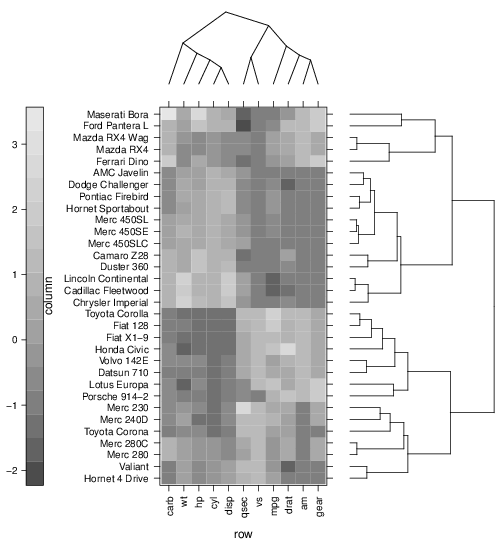 Maserati Bora
Ford Pantera L
Mazda RX4 Wag
Mazda RX4
Ferrari Dino
AMC Javelin
Dodge Challenger
Pontiac Firebird
Hornet Sportabout
Merc 450SL
Merc 450SE
Merc 450SLC
Camaro Z28
Duster 360
Lincoln Continental
Cadillac Fleetwood
Chrysler Imperial
Toyota Corolla
Fiat 128
Fiat X1−9
Honda Civic
Volvo 142E
Datsun 710
Lotus Europa
Porsche 914−2
Merc 230
Merc 240D
Toyota Corona
Merc 280C
Merc 280
Valiant
Hornet 4 Drive
3
2
1
0
−1
−2
column
carb
wt
hp
cyl
disp
qsec
vs
mpg
drat
am
gear
row